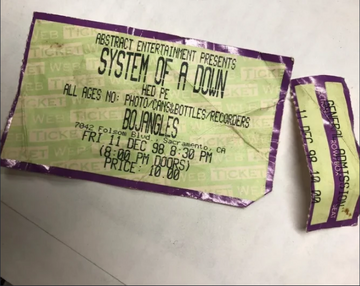 ABSTRACT ENTERTAINMENT PRESENTS
SYSTEM OF A DOWN
HED PE
ALL AGES NO: PHOTO/CAMS&BOTTLES/RECORDERS
BOJANGLES
7042 Folsom Blvd. Sacramento, CA
FRI 11 DEC 98 8:30 PM
(8:00 PM DOORS)
PRICE 10.00
GENERAL ADMISSION
11 DEC 98 10.00